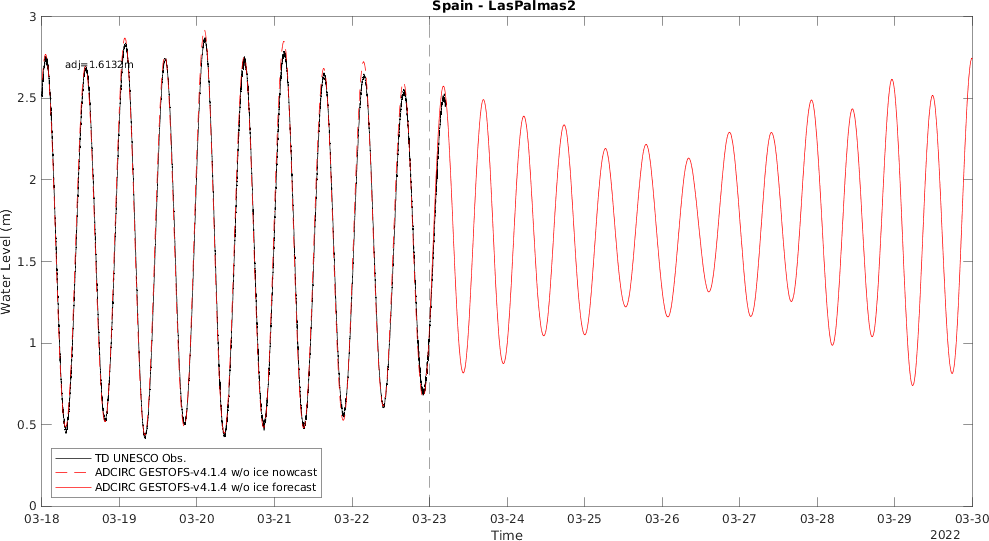 Spain - LasPalmas2
adj=1.6132m
Water Level (m)
3
2.5
2
1.5
1
0.5
0
TD UNESCO Obs.
ADCIRC GESTOFS-v4.1.4 w/o ice nowcast
ADCIRC GESTOFS-v4.1.4 w/o ice forecast
03-18 03-19 03-20 03-21 03-22 03-23 03-24 03-25 03-26 03-27 03-28 03-29 03-30
Time
2022